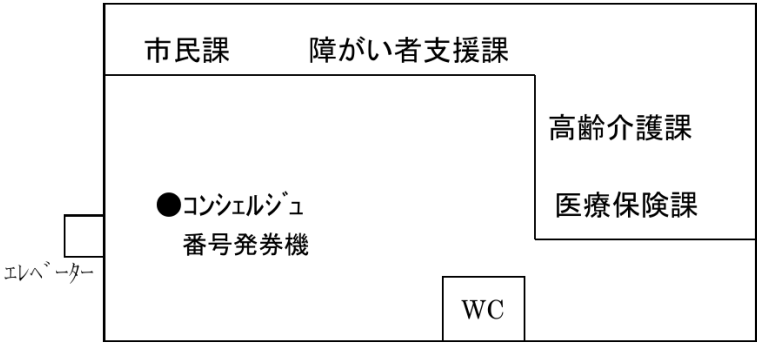 市民課
障がい者支援課
高齢介護課
医療保険課
●コンシェルジュ
番号発券機
エレベーター
WC